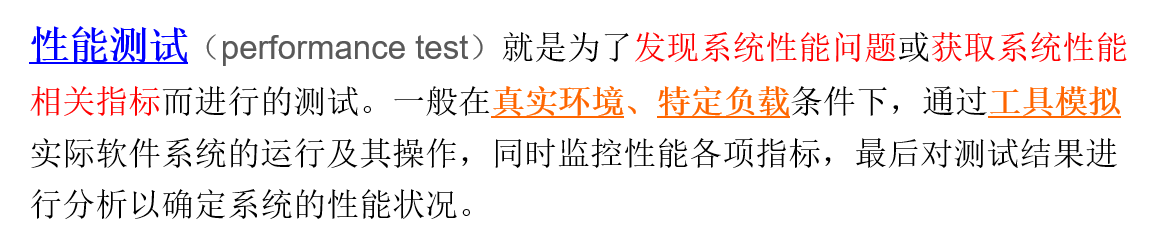 性能测试（performance test）就是为了发现系统性能问题或获取系统性能
相关指标而进行的测试。一般在真实环境、特定负载条件下，通过工具模拟
实际软件系统的运行及其操作，同时监控性能各项指标，最后对测试结果进
行分析以确定系统的性能状况。